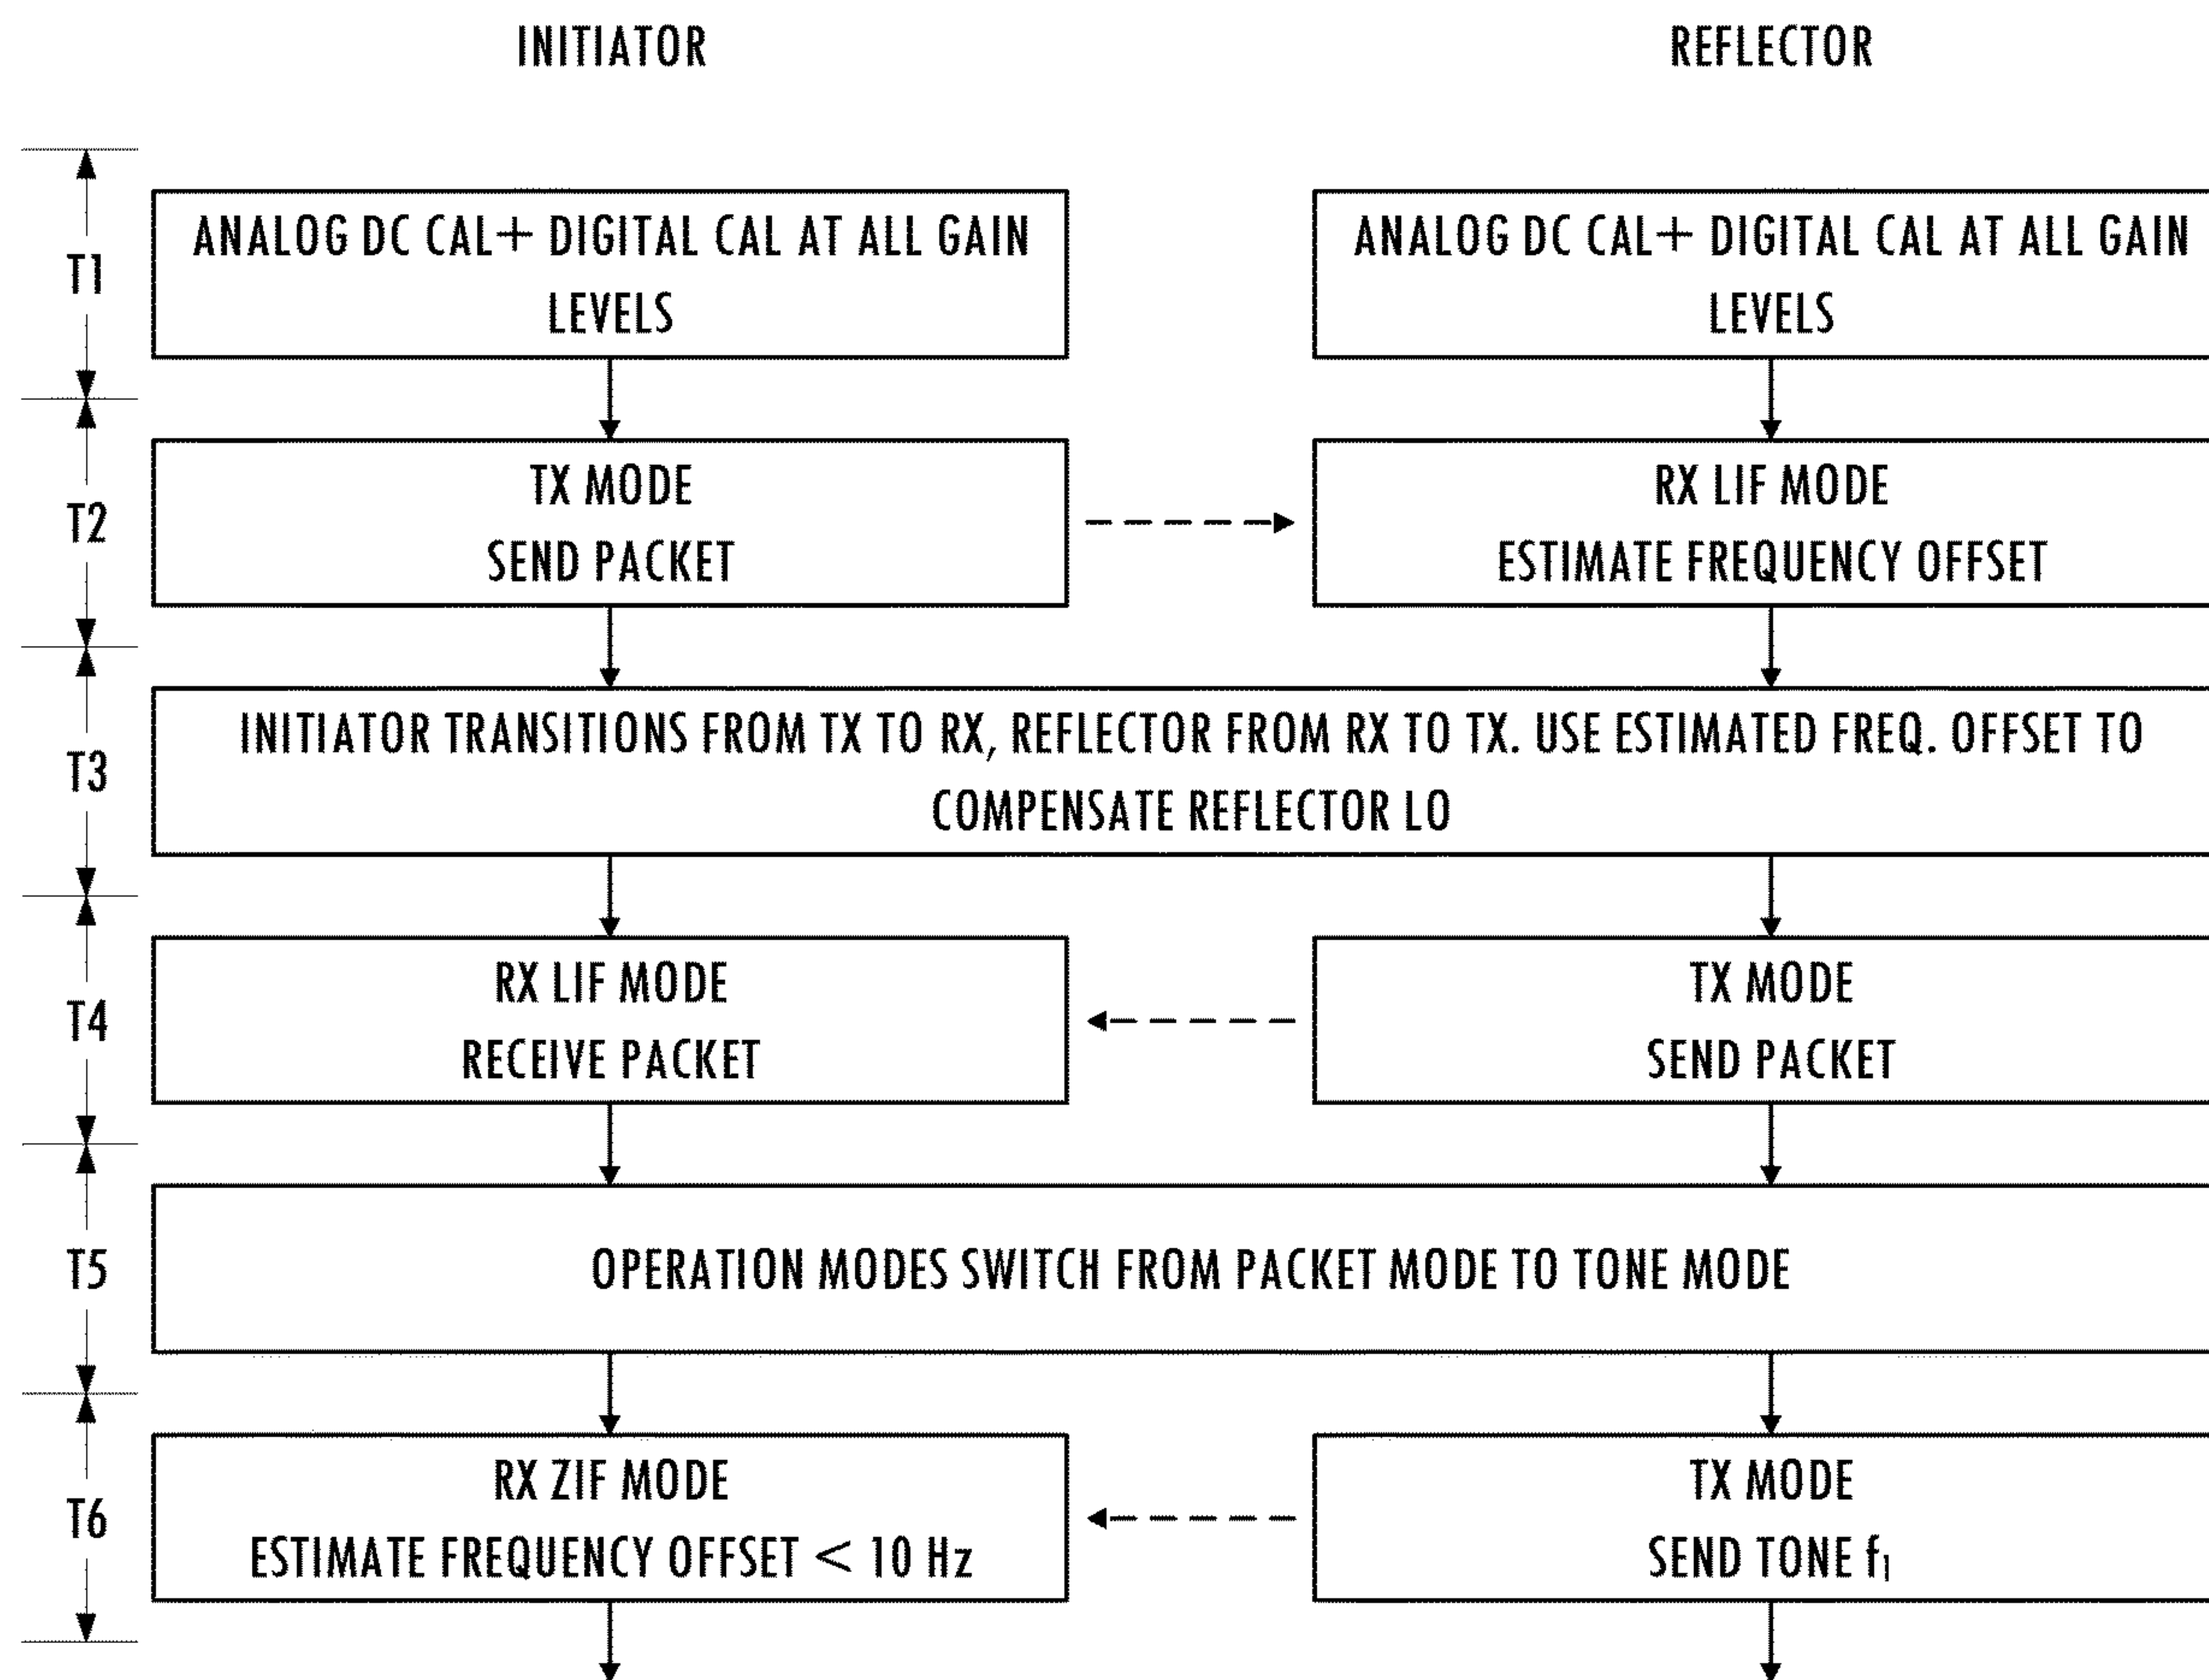 INITIATOR
REFLECTOR
T1
ANALOG DC CAL+ DIGITAL CAL AT ALL GAIN
LEVELS
ANALOG DC CAL+ DIGITAL CAL AT ALL GAIN
LEVELS
T2
TX MODE
SEND PACKET
RX LIF MODE
ESTIMATE FREQUENCY OFFSET
T3
INITIATOR TRANSITIONS FROM TX TO RX, REFLECTOR FROM RX TO TX. USE ESTIMATED FREQ. OFFSET TO
COMPENSATE REFLECTOR LO
T4
RX LIF MODE
RECEIVE PACKET
TX MODE
SEND PACKET
T5
OPERATION MODES SWITCH FROM PACKET MODE TO TONE MODE
T6
RX ZIF MODE
ESTIMATE FREQUENCY OFFSET < 10 Hz
TX MODE
SEND TONE f₁